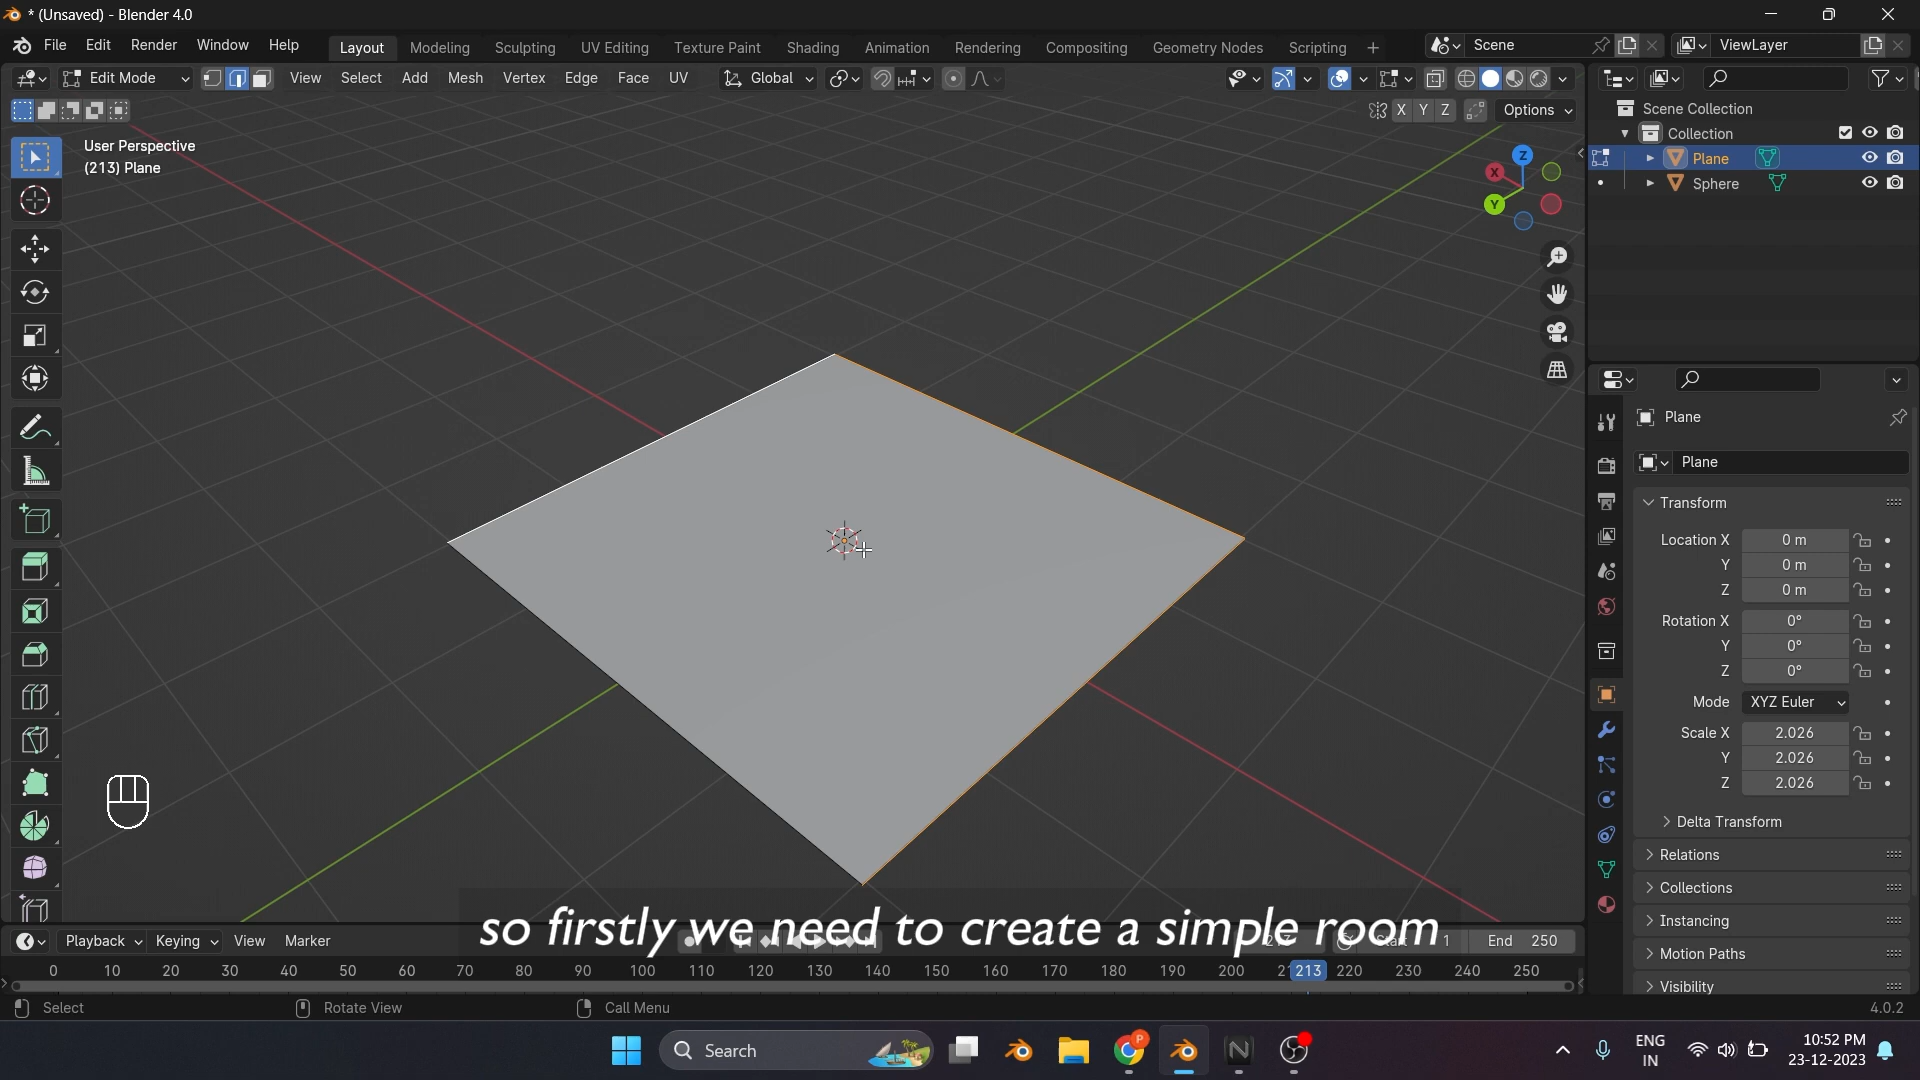 * (Unsaved) - Blender 4.0
File Edit Render Window Help
Layout Modeling Sculpting UV Editing Texture Paint Shading Animation Rendering Compositing Geometry Nodes Scripting
Scene
ViewLayer
Edit Mode
View Select Add Mesh Vertex Edge Face UV
Global
X Y Z
Options
User Perspective
(213) Plane
Z
X
Y
Scene Collection
Collection
Plane
Sphere
Plane
Plane
Transform
Location X 0 m
Y 0 m
Z 0 m
Rotation X 0°
Y 0°
Z 0°
Mode XYZ Euler
Scale X 2.026
Y 2.026
Z 2.026
Delta Transform
Relations
Collections
Instancing
Motion Paths
Visibility
so firstly we need to create a simple room
Playback Keying View Marker
1 End 250
0 10 20 30 40 50 60 70 80 90 100 110 120 130 140 150 160 170 180 190 200 213 220 230 240 250
Select Rotate View Call Menu 4.0.2
Search
P
ENG
IN
10:52 PM
23-12-2023